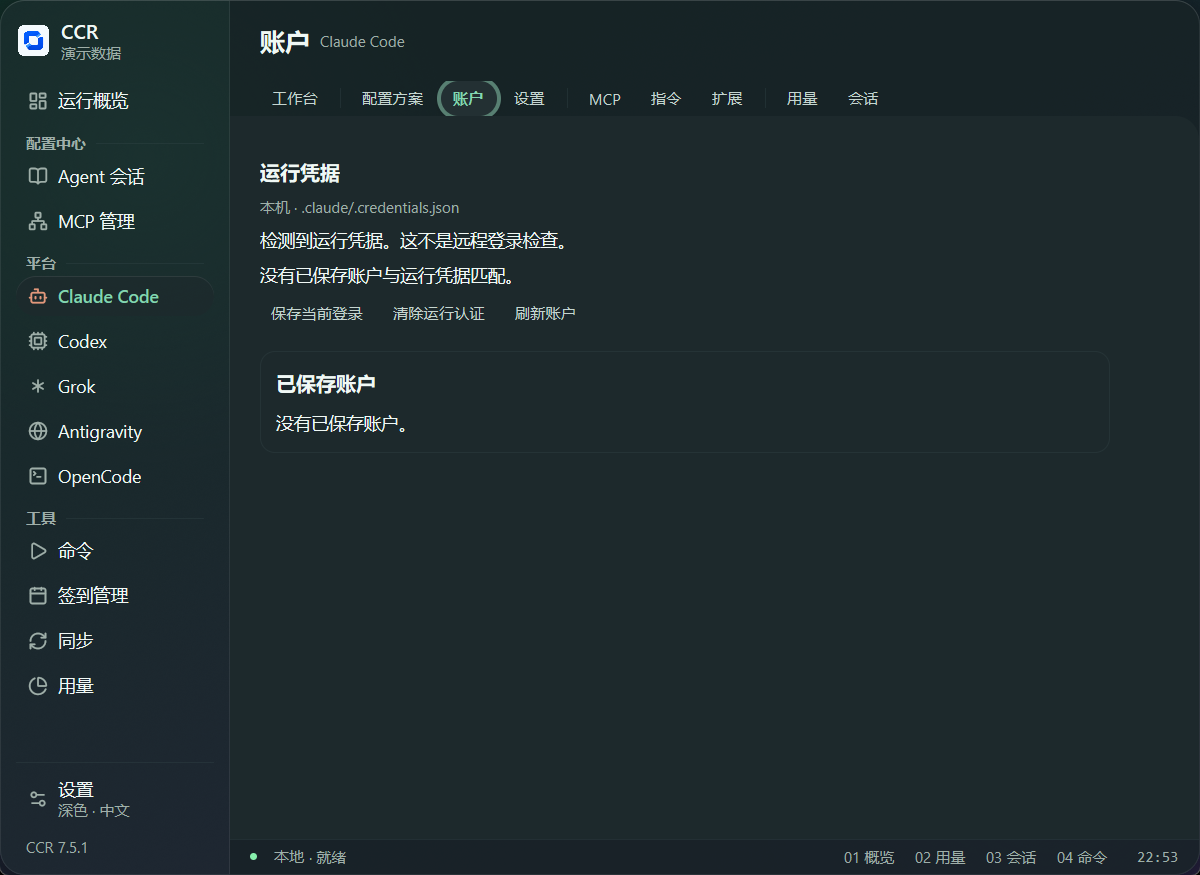 CCR
演示数据
运行概览
配置中心
Agent 会话
MCP 管理
平台
Claude Code
Codex
Grok
Antigravity
OpenCode
工具
命令
签到管理
同步
用量
设置
深色 · 中文
CCR 7.5.1
账户 Claude Code
工作台 配置方案 账户 设置 MCP 指令 扩展 用量 会话
运行凭据
本机 · .claude/.credentials.json
检测到运行凭据。这不是远程登录检查。
没有已保存账户与运行凭据匹配。
保存当前登录 清除运行认证 刷新账户
已保存账户
没有已保存账户。
本地 · 就绪 01 概览 02 用量 03 会话 04 命令 22:53